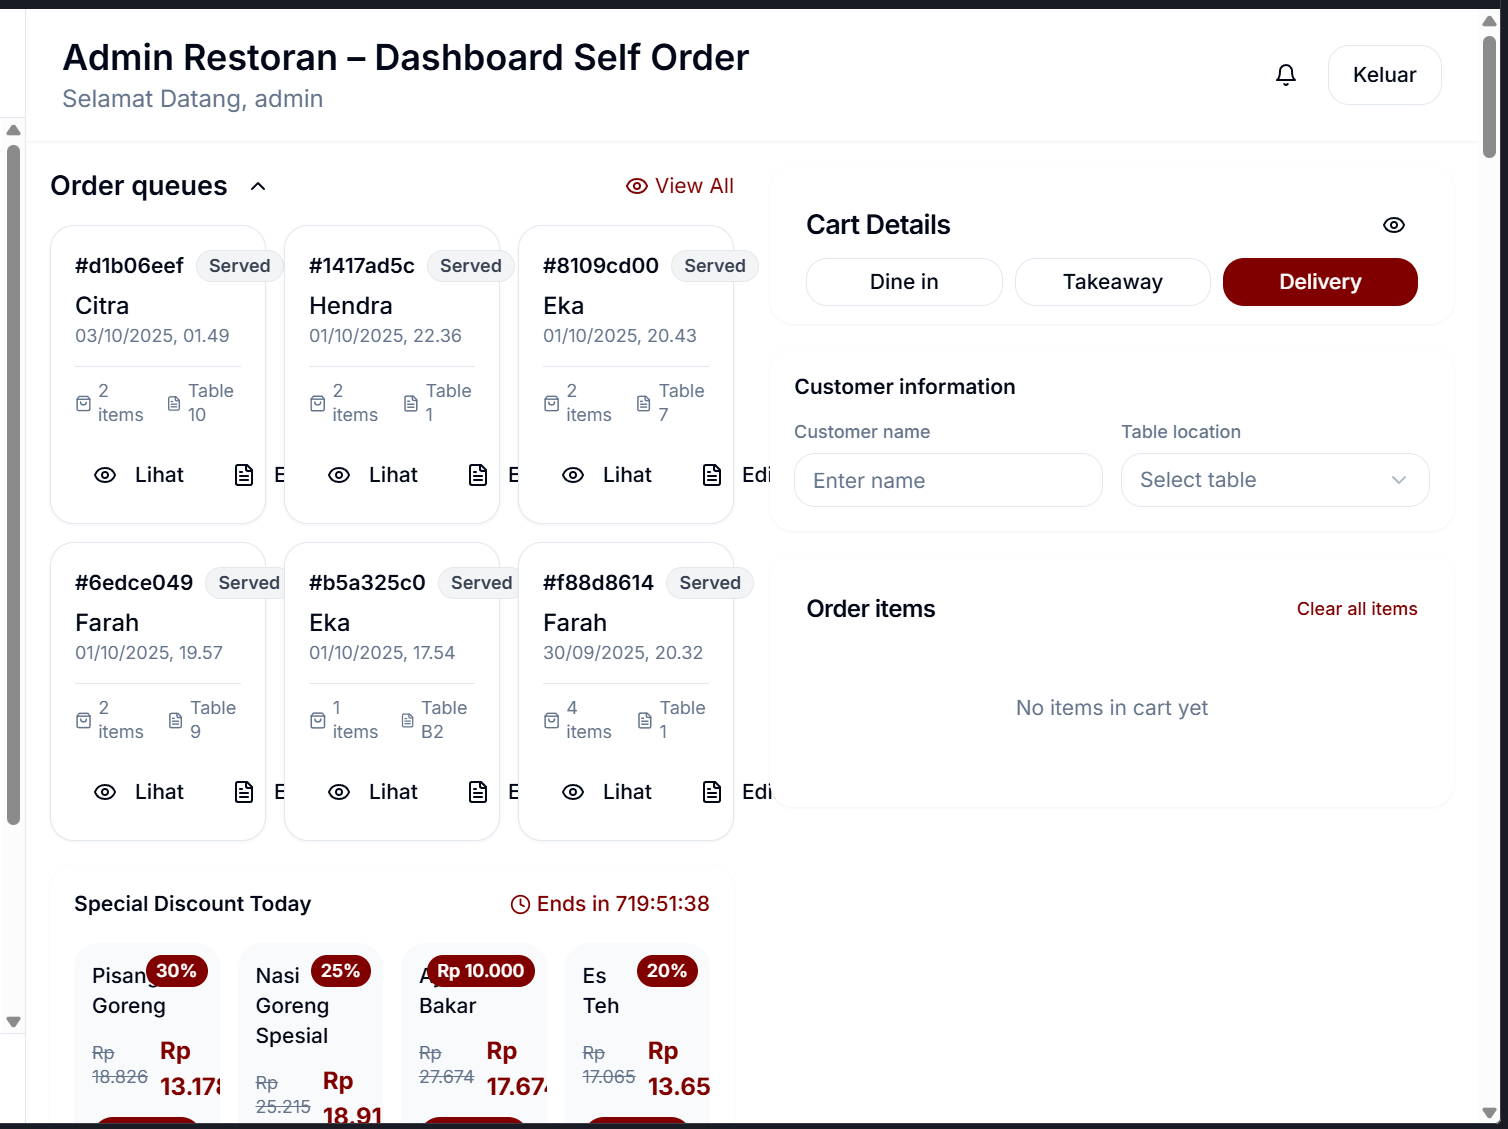 Admin Restoran – Dashboard Self Order
Selamat Datang, admin
Keluar
Order queues
View All
#d1b06eef Served
Citra
03/10/2025, 01.49
2 items
Table 10
Lihat
E
#1417ad5c Served
Hendra
01/10/2025, 22.36
2 items
Table 1
Lihat
E
#8109cd00 Served
Eka
01/10/2025, 20.43
2 items
Table 7
Lihat
Edi
#6edce049 Served
Farah
01/10/2025, 19.57
2 items
Table 9
Lihat
E
#b5a325c0 Served
Eka
01/10/2025, 17.54
1 items
Table B2
Lihat
E
#f88d8614 Served
Farah
30/09/2025, 20.32
4 items
Table 1
Lihat
Edi
Special Discount Today
Ends in 719:51:38
Pisang Goreng
30%
Rp 18.826
Rp 13.178
Nasi Goreng Spesial
25%
Rp 25.215
Rp 18.91
Bakar
Rp 10.000
Rp 27.674
Rp 17.674
Es Teh
20%
Rp 17.065
Rp 13.65
Cart Details
Dine in
Takeaway
Delivery
Customer information
Customer name
Enter name
Table location
Select table
Order items
Clear all items
No items in cart yet